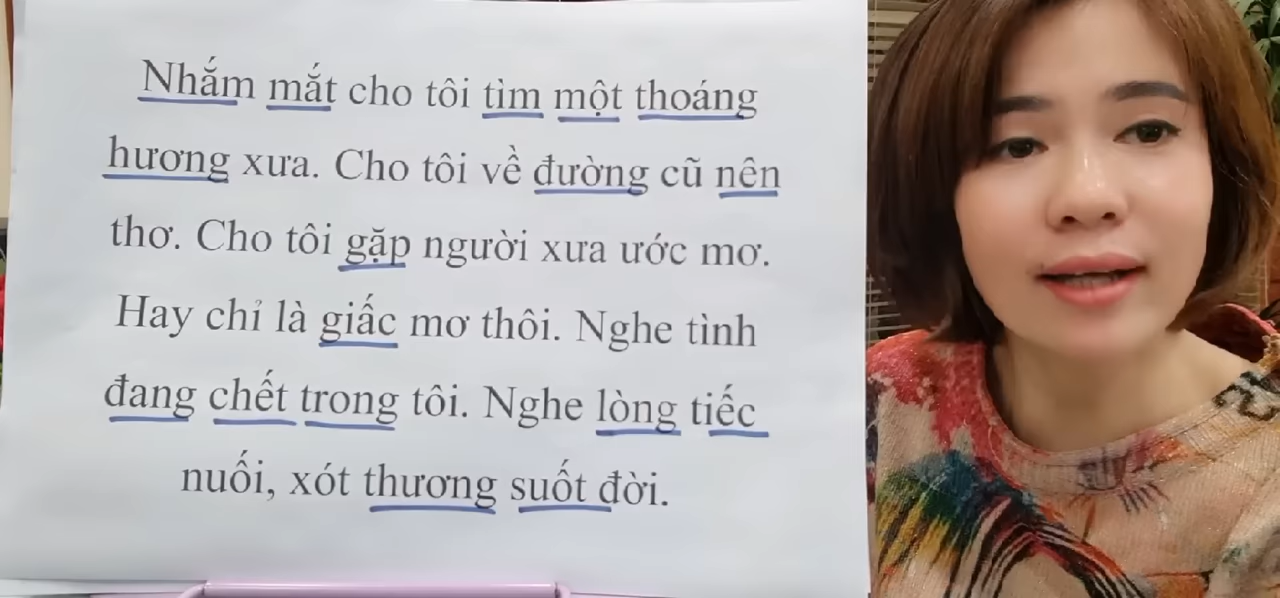 Nhắm mắt cho tôi tìm một thoáng
hương xưa. Cho tôi về đường cũ nên
thơ. Cho tôi gặp người xưa ước mơ.
Hay chỉ là giấc mơ thôi. Nghe tình
đang chết trong tôi. Nghe lòng tiếc
nuối, xót thương suốt đời.